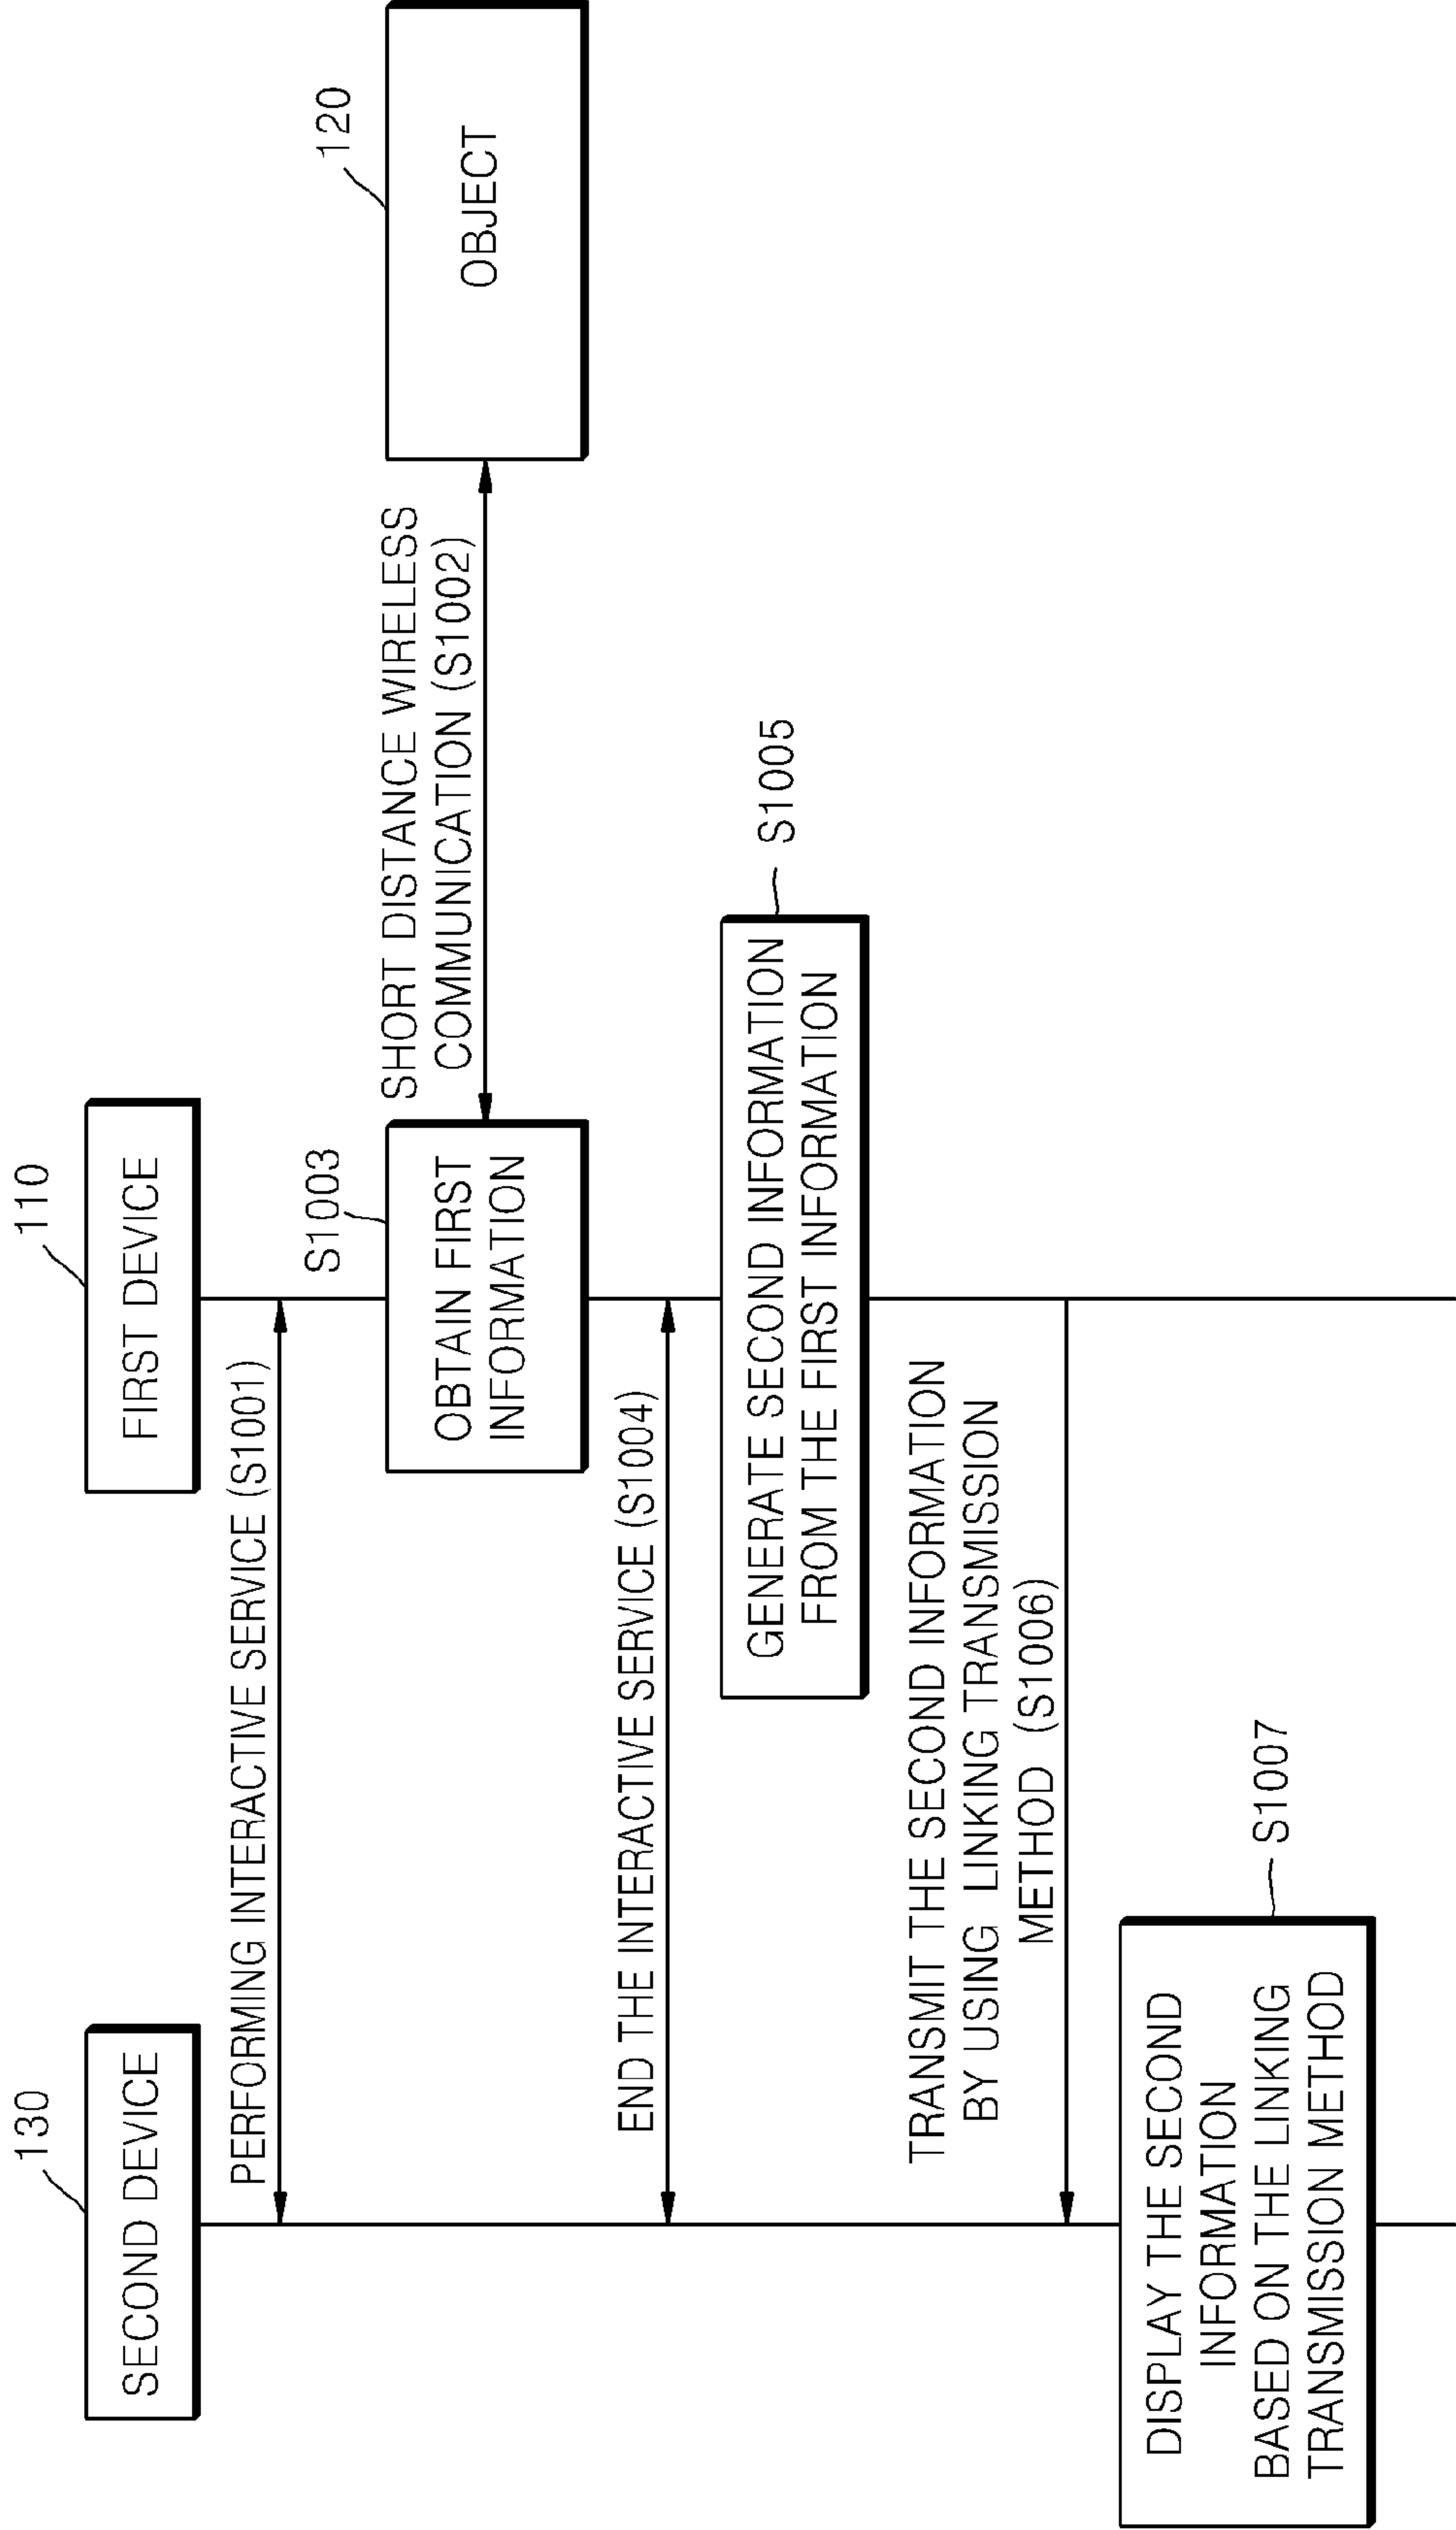 130
SECOND DEVICE
110
FIRST DEVICE
PERFORMING INTERACTIVE SERVICE (S1001)
120
OBJECT
SHORT DISTANCE WIRELESS
COMMUNICATION (S1002)
S1003
OBTAIN FIRST
INFORMATION
END THE INTERACTIVE SERVICE (S1004)
S1005
GENERATE SECOND INFORMATION
FROM THE FIRST INFORMATION
TRANSMIT THE SECOND INFORMATION
BY USING LINKING TRANSMISSION
METHOD (S1006)
S1007
DISPLAY THE SECOND
INFORMATION
BASED ON THE LINKING
TRANSMISSION METHOD